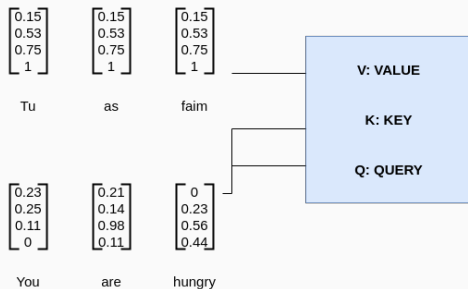 0.15 0.15 0.15
0.53 0.53 0.53
0.75 0.75 0.75
1 1 1
Tu as faim
V: VALUE
K: KEY
Q: QUERY
0.23 0.21 0
0.25 0.14 0.23
0.11 0.98 0.56
0 0.11 0.44
You are hungry